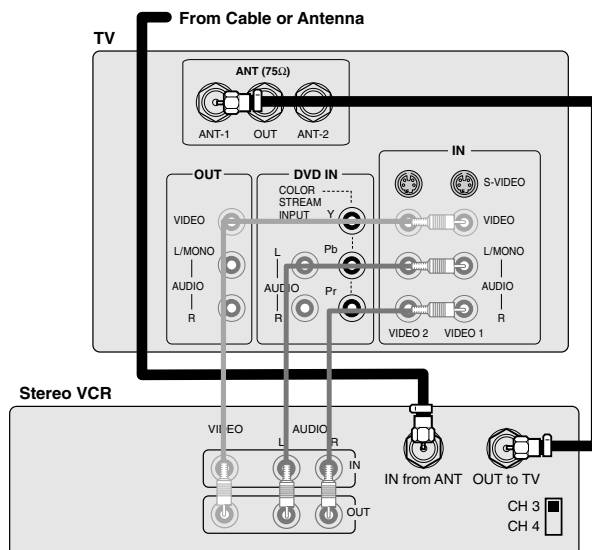 From Cable or Antenna
TV
ANT (75Ω)
ANT-1 OUT ANT-2
OUT
DVD IN
IN
COLOR
STREAM
INPUT
S-VIDEO
VIDEO
Y
VIDEO
L/MONO
L
Pb
L/MONO
AUDIO
AUDIO
Pr
AUDIO
R
R
R
VIDEO 2 VIDEO 1
Stereo VCR
VIDEO AUDIO
L R
IN
OUT
IN from ANT OUT to TV
CH 3
CH 4